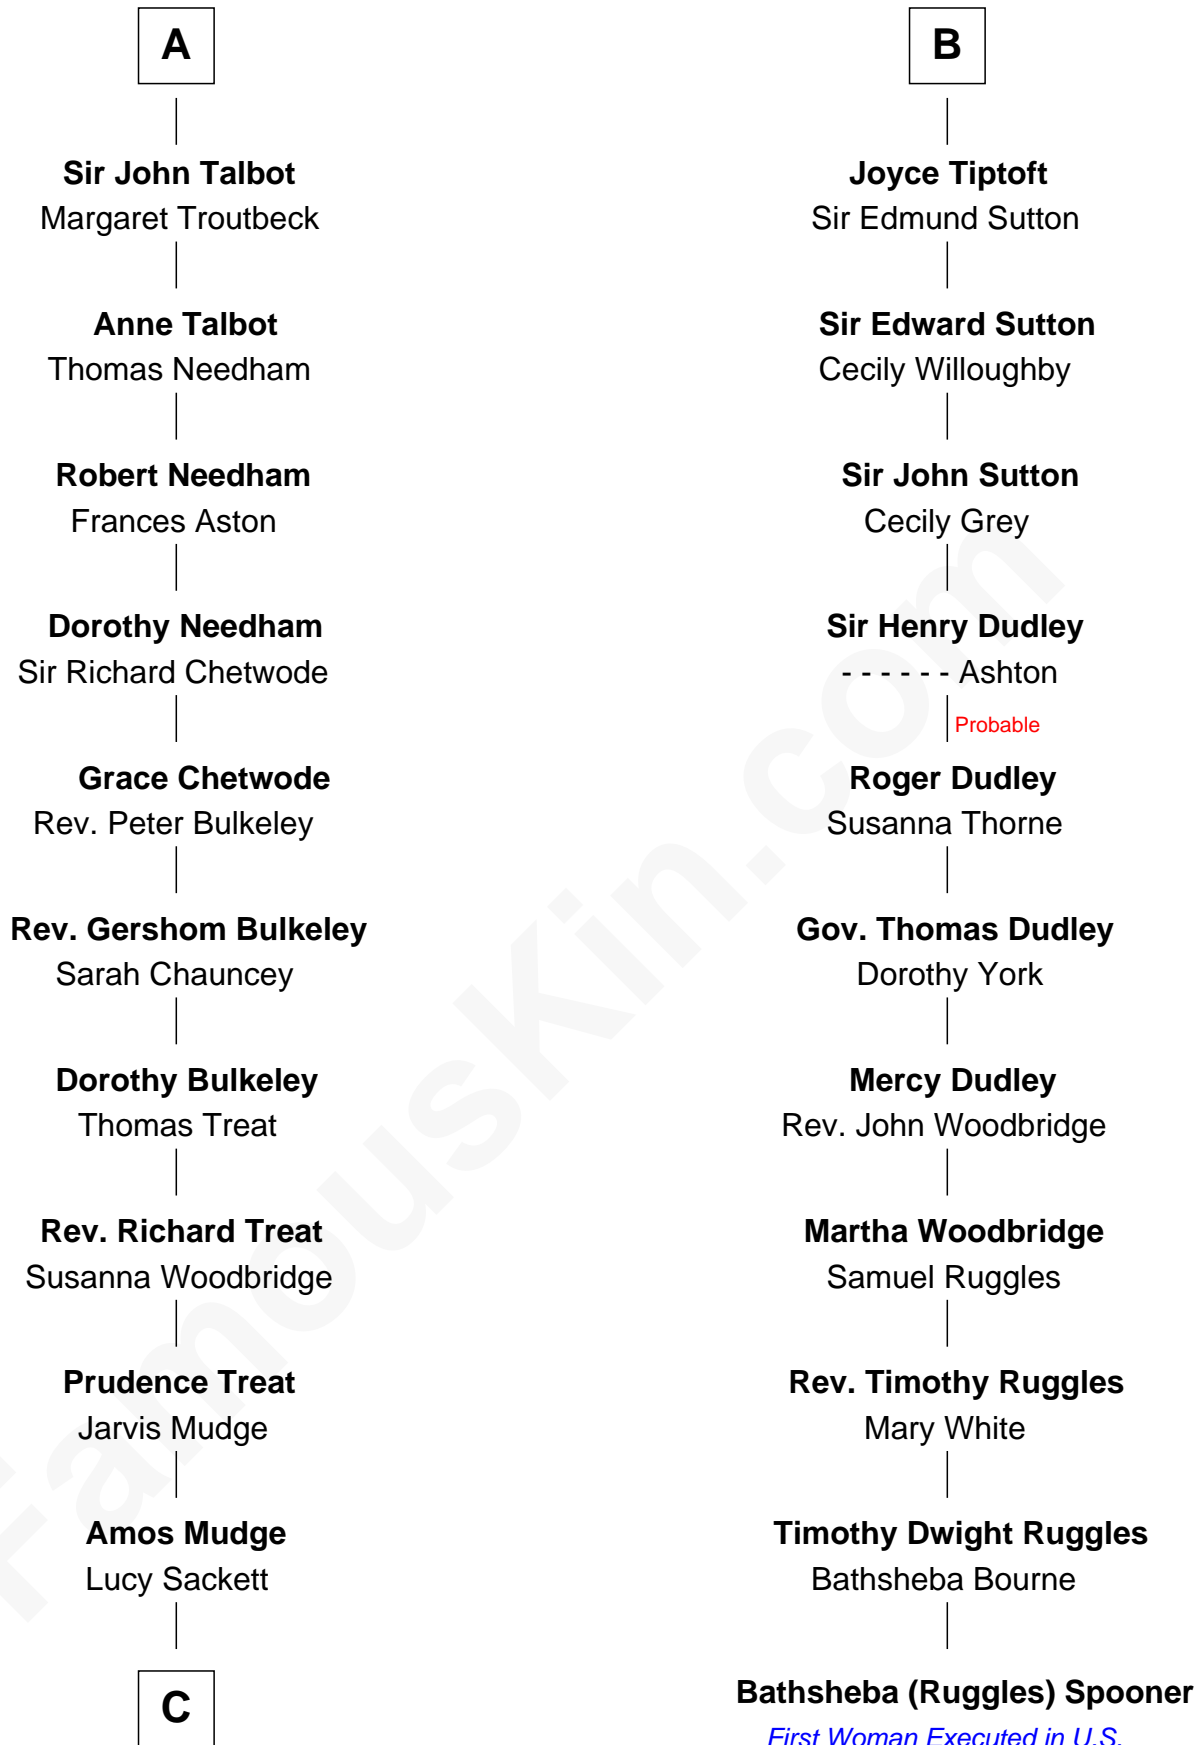 A
Sir John Talbot
Margaret Troutbeck
Anne Talbot
Thomas Needham
Robert Needham
Frances Aston
Dorothy Needham
Sir Richard Chetwode
Grace Chetwode
Rev. Peter Bulkeley
Rev. Gershom Bulkeley
Sarah Chauncey
Dorothy Bulkeley
Thomas Treat
Rev. Richard Treat
Susanna Woodbridge
Prudence Treat
Jarvis Mudge
Amos Mudge
Lucy Sackett
C
B
Joyce Tiptoft
Sir Edmund Sutton
Sir Edward Sutton
Cecily Willoughby
Sir John Sutton
Cecily Grey
Sir Henry Dudley
- - - - - - Ashton
Probable
Roger Dudley
Susanna Thorne
Gov. Thomas Dudley
Dorothy York
Mercy Dudley
Rev. John Woodbridge
Martha Woodbridge
Samuel Ruggles
Rev. Timothy Ruggles
Mary White
Timothy Dwight Ruggles
Bathsheba Bourne
Bathsheba (Ruggles) Spooner
First Woman Executed in U.S.
FamousKin.com